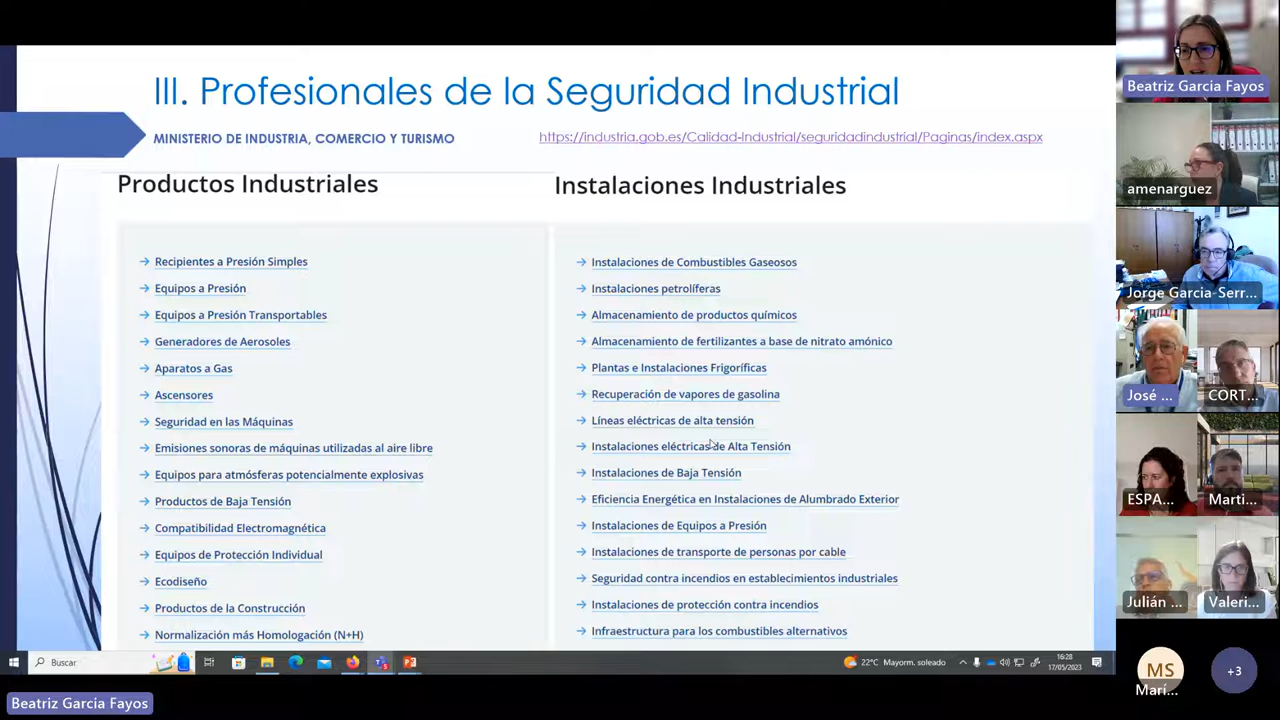 III. Profesionales de la Seguridad Industrial
MINISTERIO DE INDUSTRIA, COMERCIO Y TURISMO
https://industria.gob.es/Calidad-Industrial/seguridadindustrial/Paginas/index.aspx
Productos Industriales
Recipientes a Presión Simples
Equipos a Presión
Equipos a Presión Transportables
Generadores de Aerosoles
Aparatos a Gas
Ascensores
Seguridad en las Máquinas
Emisiones sonoras de máquinas utilizadas al aire libre
Equipos para atmósferas potencialmente explosivas
Productos de Baja Tensión
Compatibilidad Electromagnética
Equipos de Protección Individual
Ecodiseño
Productos de la Construcción
Normalización más Homologación (N+H)
Instalaciones Industriales
Instalaciones de Combustibles Gaseosos
Instalaciones petrolíferas
Almacenamiento de productos químicos
Almacenamiento de fertilizantes a base de nitrato amónico
Plantas e Instalaciones Frigoríficas
Recuperación de vapores de gasolina
Líneas eléctricas de alta tensión
Instalaciones eléctricas de Alta Tensión
Instalaciones de Baja Tensión
Eficiencia Energética en Instalaciones de Alumbrado Exterior
Instalaciones de Equipos a Presión
Instalaciones de transporte de personas por cable
Seguridad contra incendios en establecimientos industriales
Instalaciones de protección contra incendios
Infraestructura para los combustibles alternativos
Buscar
22°C Mayorm. soleado
16:28
17/05/2023
Beatriz Garcia Fayos
Beatriz Garcia Fayos
amenarguez
Jorge Garcia-Serr...
José ...
CORT...
ESPA...
Marti...
Julián ...
Valeri...
MS
Marí...
+3